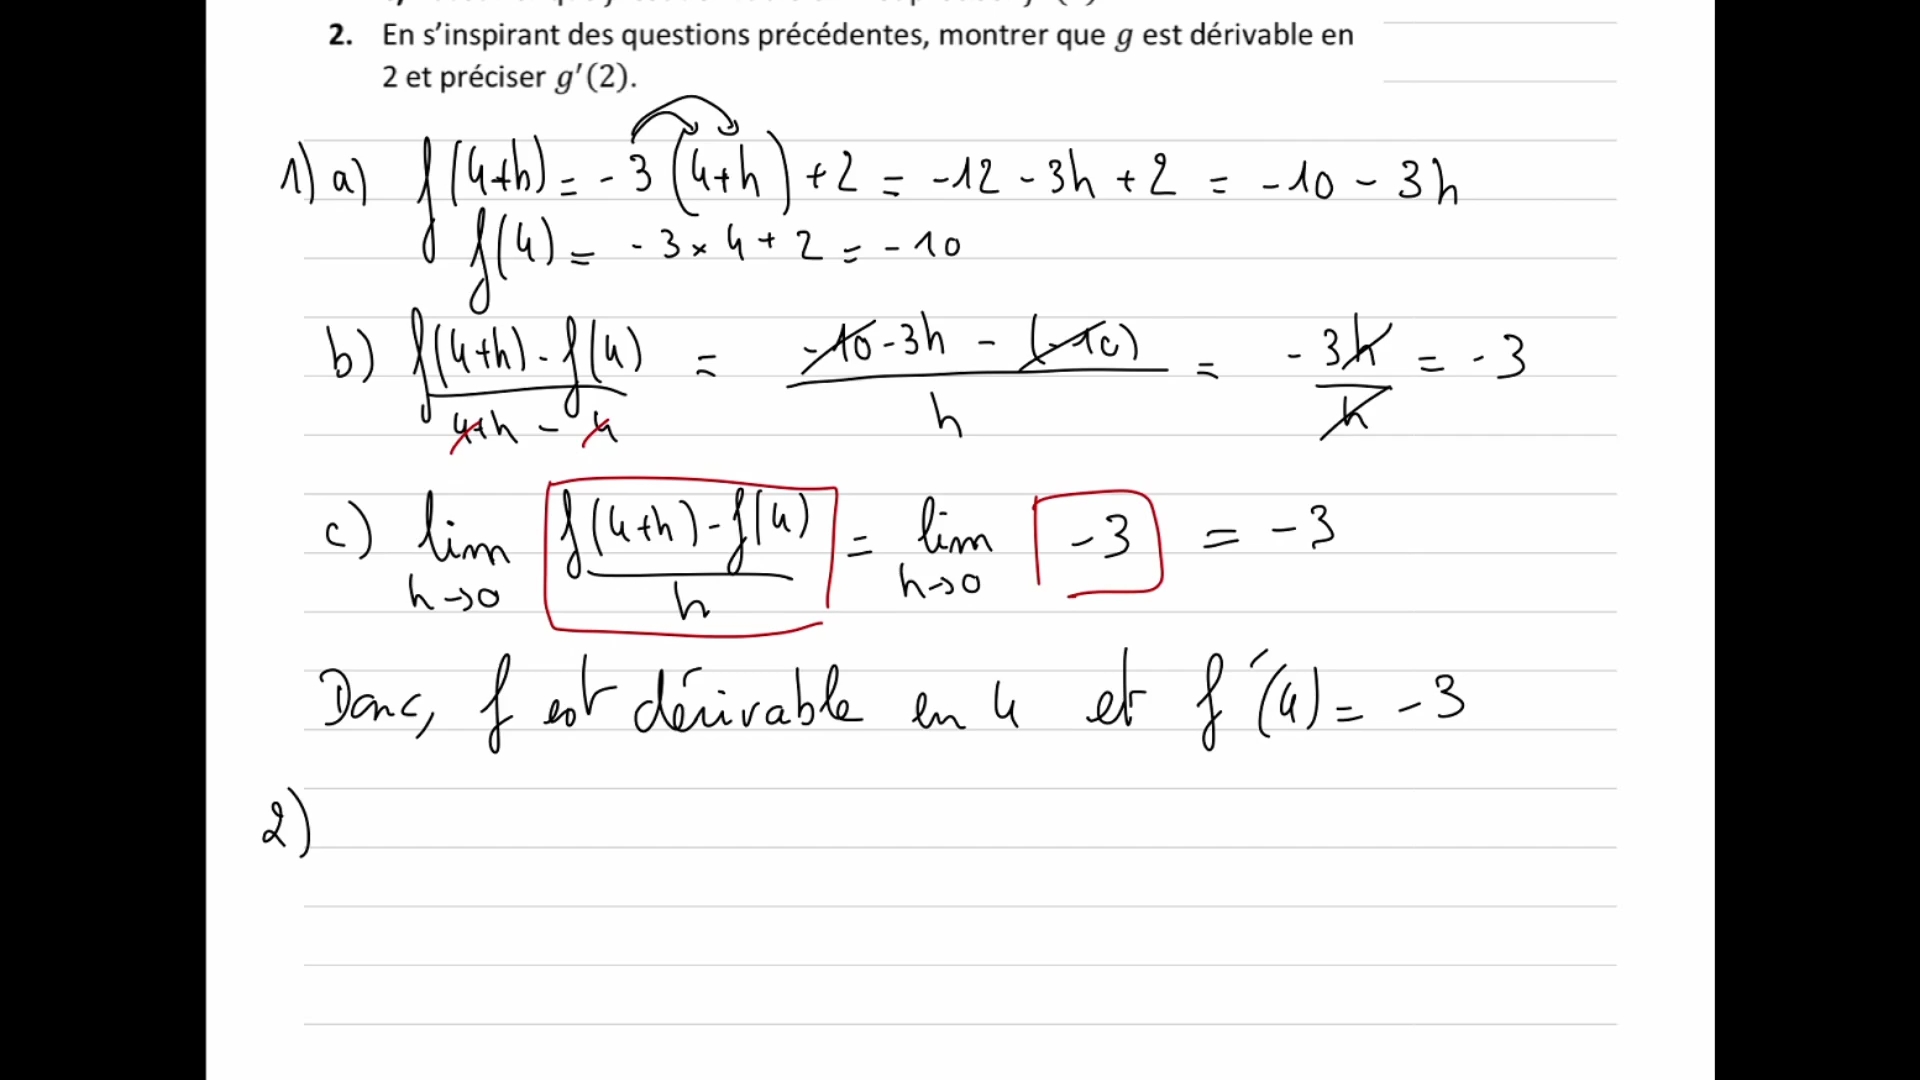 2. En s’inspirant des questions précédentes, montrer que g est dérivable en
2 et préciser g′(2).
1) a) f(4+h) = -3(4+h)+2 = -12-3h+2 = -10-3h
f(4) = -3×4+2 = -10
b) (f(4+h)-f(4))/(4+h-4) = (-10-3h-(-10))/h = -3h/h = -3
c) lim h→0 (f(4+h)-f(4))/h = lim h→0 -3 = -3
Donc, f est dérivable en 4 et f′(4) = -3
2)